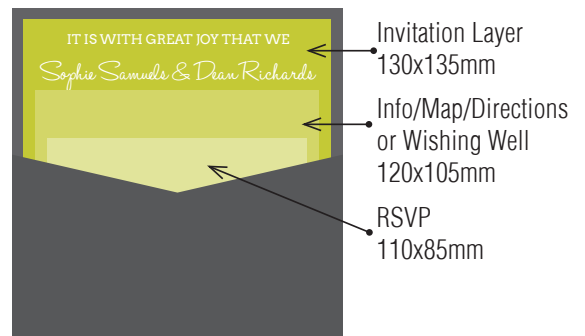 IT IS WITH GREAT JOY THAT WE
Sophie Samuels & Dean Richards
Invitation Layer
130x135mm
Info/Map/Directions
or Wishing Well
120x105mm
RSVP
110x85mm